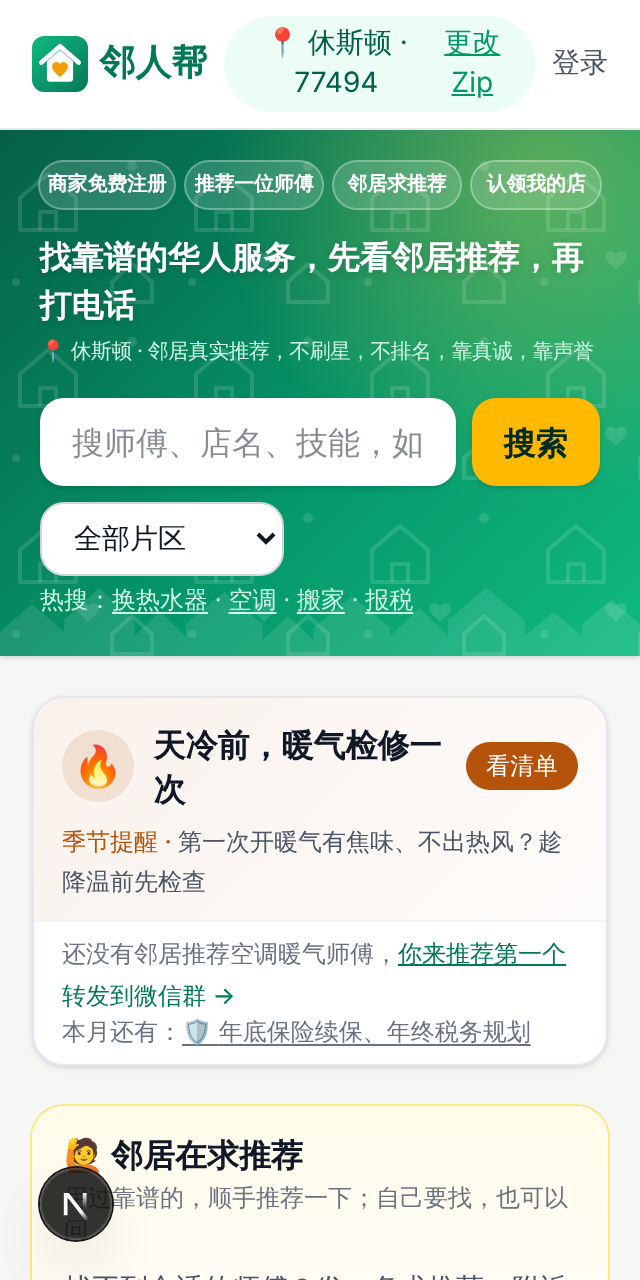 邻人帮
📍 休斯顿 ·
77494
更改
Zip
登录
商家免费注册
推荐一位师傅
邻居求推荐
认领我的店
找靠谱的华人服务，先看邻居推荐，再
打电话
📍 休斯顿 · 邻居真实推荐，不刷星，不排名，靠真诚，靠声誉
搜师傅、店名、技能，如
搜索
全部片区
热搜：换热水器 · 空调 · 搬家 · 报税
天冷前，暖气检修一
次
看清单
季节提醒 · 第一次开暖气有焦味、不出热风？趁
降温前先检查
还没有邻居推荐空调暖气师傅，你来推荐第一个
转发到微信群 →
本月还有：🛡️ 年底保险续保、年终税务规划
🙋 邻居在求推荐
过靠谱的，顺手推荐一下；自己要找，也可以
问
N